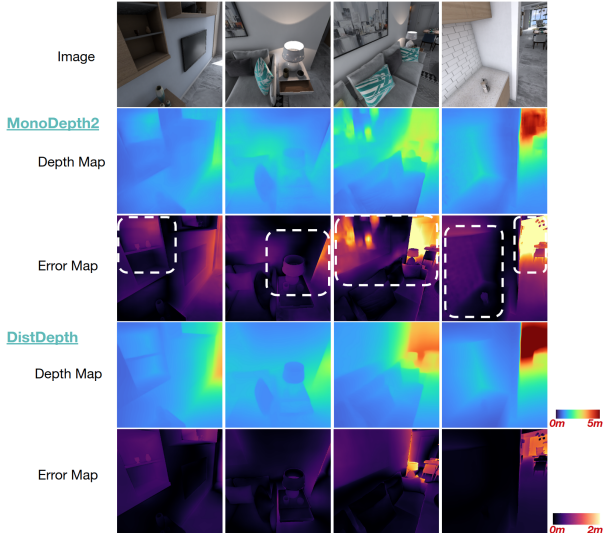 Image
MonoDepth2
Depth Map
Error Map
DistDepth
Depth Map
0m 5m
Error Map
0m 2m